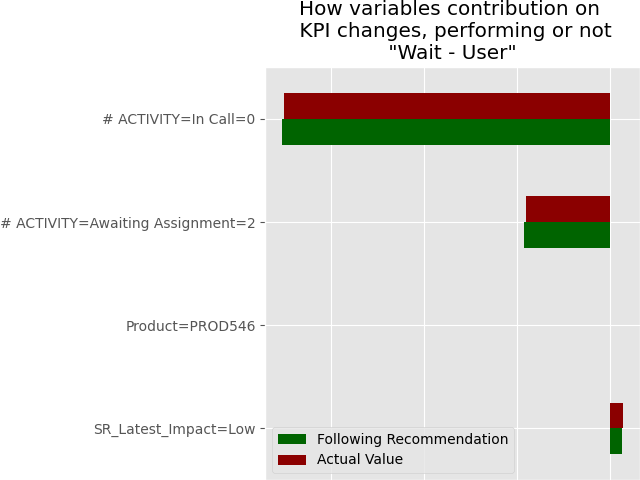 How variables contribution on
KPI changes, performing or not
"Wait - User"
# ACTIVITY=In Call=0
# ACTIVITY=Awaiting Assignment=2
Product=PROD546
SR_Latest_Impact=Low
Following Recommendation
Actual Value